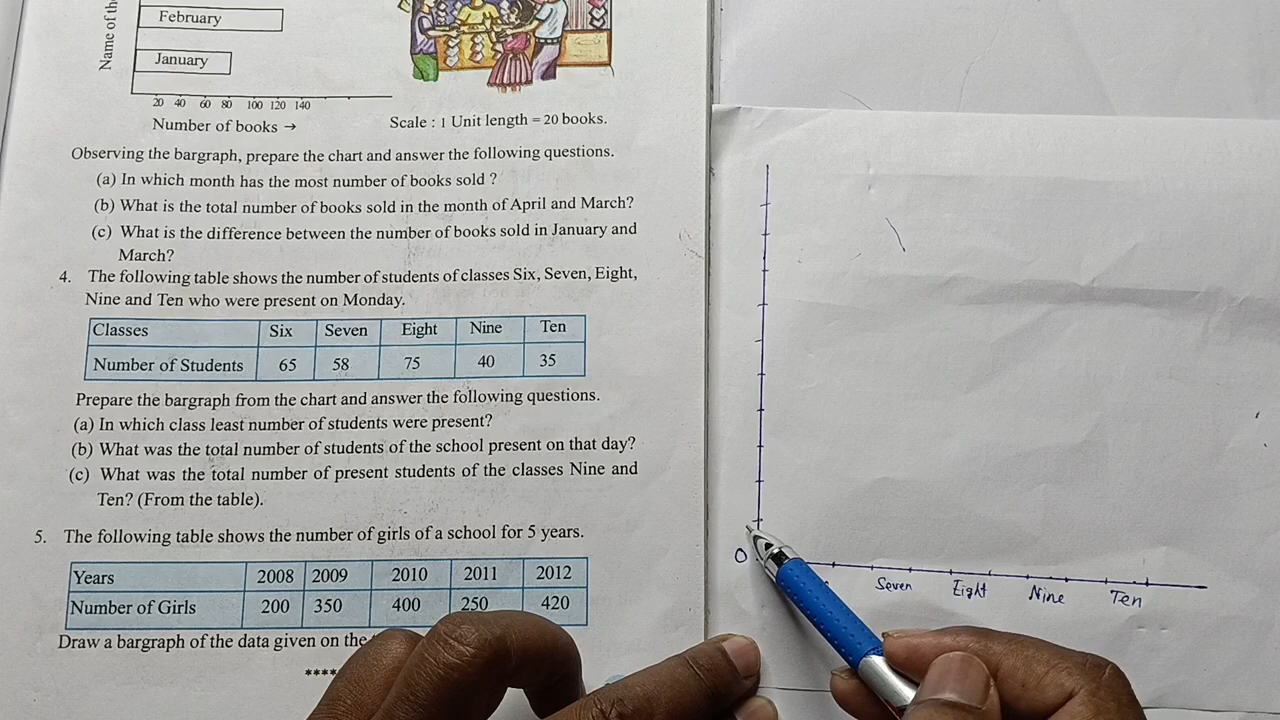 Name of the
February
January
20 40 60 80 100 120 140
Number of books →
Scale : 1 Unit length = 20 books.
Observing the bargraph, prepare the chart and answer the following questions.
(a) In which month has the most number of books sold ?
(b) What is the total number of books sold in the month of April and March?
(c) What is the difference between the number of books sold in January and
March?
4. The following table shows the number of students of classes Six, Seven, Eight,
Nine and Ten who were present on Monday.
Classes Six Seven Eight Nine Ten
Number of Students 65 58 75 40 35
Prepare the bargraph from the chart and answer the following questions.
(a) In which class least number of students were present?
(b) What was the total number of students of the school present on that day?
(c) What was the total number of present students of the classes Nine and
Ten? (From the table).
5. The following table shows the number of girls of a school for 5 years.
Years 2008 2009 2010 2011 2012
Number of Girls 200 350 400 250 420
Draw a bargraph of the data given on the
****
0
Seven Eight Nine Ten